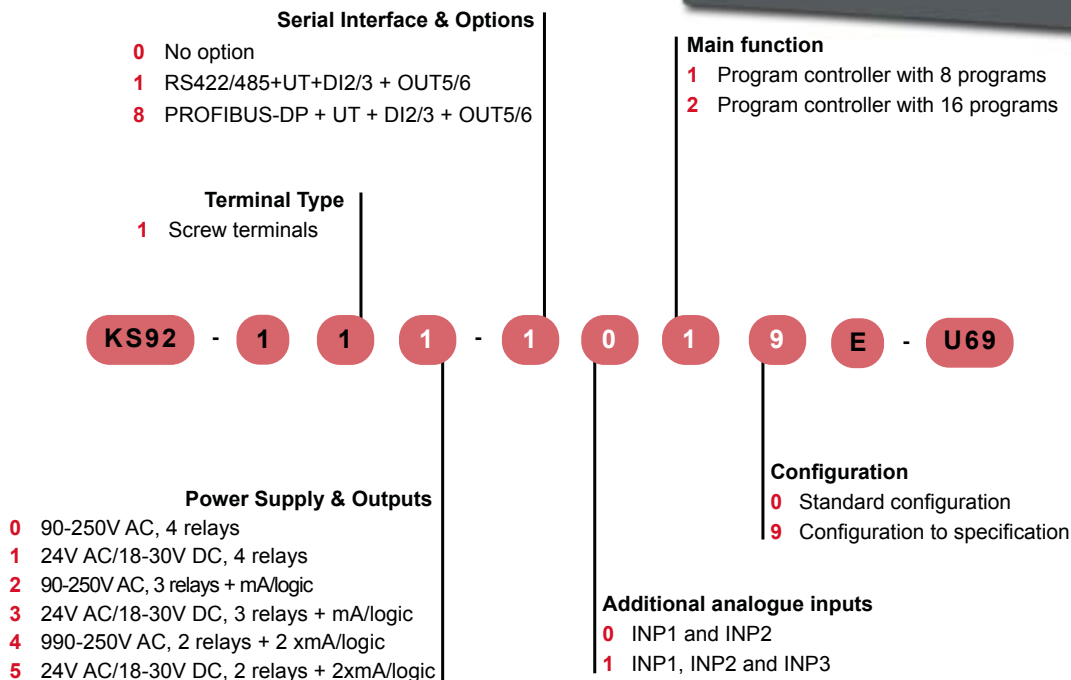 Serial Interface & Options
0 No option
1 RS422/485+UT+DI2/3 + OUT5/6
8 PROFIBUS-DP + UT + DI2/3 + OUT5/6
Main function
1 Program controller with 8 programs
2 Program controller with 16 programs
Terminal Type
1 Screw terminals
KS92 - 1 1 1 - 1 0 1 9 E - U69
Power Supply & Outputs
0 90-250V AC, 4 relays
1 24V AC/18-30V DC, 4 relays
2 90-250V AC, 3 relays + mA/logic
3 24V AC/18-30V DC, 3 relays + mA/logic
4 990-250V AC, 2 relays + 2 xmA/logic
5 24V AC/18-30V DC, 2 relays + 2xmA/logic
Configuration
0 Standard configuration
9 Configuration to specification
Additional analogue inputs
0 INP1 and INP2
1 INP1, INP2 and INP3